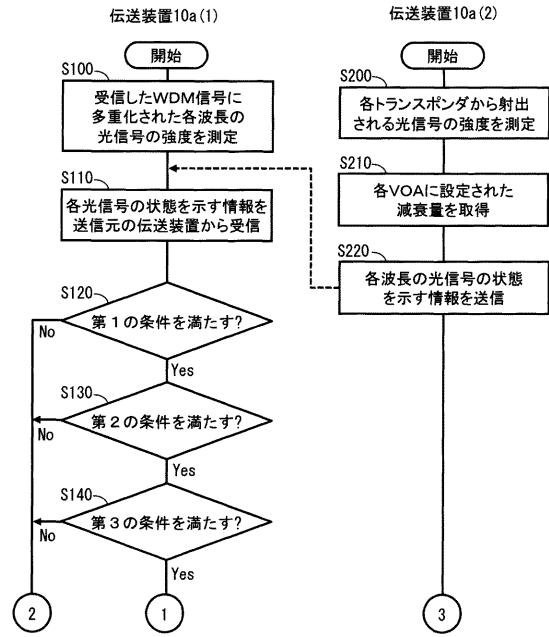 伝送装置10a(1)
開始
S100
受信したWDM信号に
多重化された各波長の
光信号の強度を測定
S110
各光信号の状態を示す情報を
送信元の伝送装置から受信
S120
第1の条件を満たす?
No
Yes
S130
第2の条件を満たす?
No
Yes
S140
第3の条件を満たす?
No
Yes
2
1
伝送装置10a(2)
開始
S200
各トランスポンダから射出
される光信号の強度を測定
S210
各VOAに設定された
減衰量を取得
S220
各波長の光信号の状態
を示す情報を送信
3